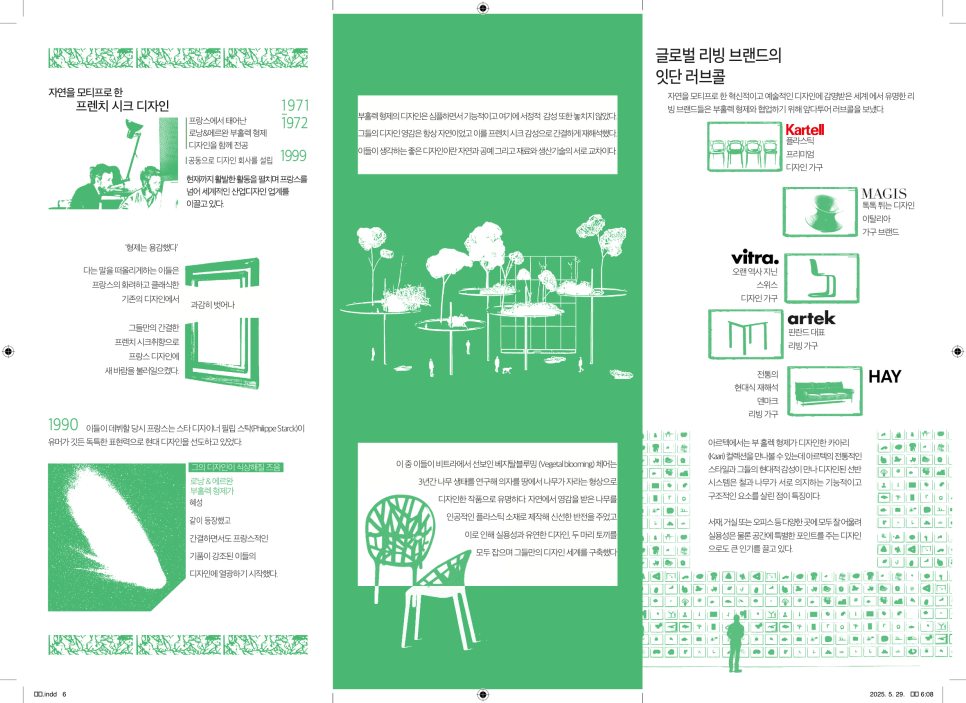 자연을 모티프로 한
프렌치 시크 디자인
1971
~
1972
프랑스에서 태어난
로낭&에르완 부홀렉 형제
디자인을 함께 전공
공동으로 디자인 회사를 설립
1999
현재까지 활발한 활동을 펼치며 프랑스를
넘어 세계적인 산업디자인 업계를
이끌고 있다.
'형제는 용감했다'
다는 말을 떠올리게하는 이들은
프랑스의 화려하고 클래식한
기존의 디자인에서
과감히 벗어나
그들만의 간결한
프렌치 시크취향으로
프랑스 디자인에
새 바람을 불러일으켰다.
1990 이들이 데뷔할 당시 프랑스는 스타 디자이너 필립 스탁(Philippe Starck)이
유머가 깃든 독특한 표현력으로 현대 디자인을 선도하고 있었다.
그의 디자인이 식상해질 즈음
로낭 & 에르완
부홀렉 형제가
혜성
같이 등장했고
간결하면서도 프랑스적인
기품이 강조된 이들의
디자인에 열광하기 시작했다.
부홀렉 형제의 디자인은 심플하면서 기능적이고 여기에 서정적 감성 또한 놓치지 않았다.
그들의 디자인 영감은 항상 자연이었고 이를 프렌치 시크 감성으로 간결하게 재해석했다.
이들이 생각하는 좋은 디자인이란 자연과 공예 그리고 재료와 생산기술의 서로 교차이다.
이 중 이들이 비트라에서 선보인 베지탈블루밍 (Vegetal blooming) 체어는
3년간 나무 생태를 연구해 의자를 땅에서 나무가 자라는 형상으로
디자인한 작품으로 유명하다. 자연에서 영감을 받은 나무를
인공적인 플라스틱 소재로 제작해 신선한 반전을 주었고
이로 인해 실용성과 유연한 디자인, 두 마리 토끼를
모두 잡으며 그들만의 디자인 세계를 구축했다
글로벌 리빙 브랜드의
잇단 러브콜
자연을 모티프로 한 혁신적이고 예술적인 디자인에 감명받은 세계 에서 유명한 리
빙 브랜드들은 부홀렉 형제와 협업하기 위해 앞다투어 러브콜을 보냈다.
Kartell
플라스틱
프리미엄
디자인 가구
MAGIS
톡톡 튀는 디자인
이탈리아
가구 브랜드
vitra.
오랜 역사 지닌
스위스
디자인 가구
artek
핀란드 대표
리빙 가구
전통의
현대식 재해석
덴마크
리빙 가구
HAY
아르텍에서는 부 홀렉 형제가 디자인한 카아리
(Kaari) 컬렉션을 만나볼 수 있는데 아르텍의 전통적인
스타일과 그들의 현대적 감성이 만나 디자인된 선반
시스템은 철과 나무가 서로 의지하는 기능적이고
구조적인 요소를 살린 점이 특징이다.
서재, 거실 또는 오피스 등 다양한 곳에 모두 잘 어울려
실용성은 물론 공간에 특별한 포인트를 주는 디자인
으로도 큰 인기를 끌고 있다.
.indd 6
2025. 5. 29. 6:08